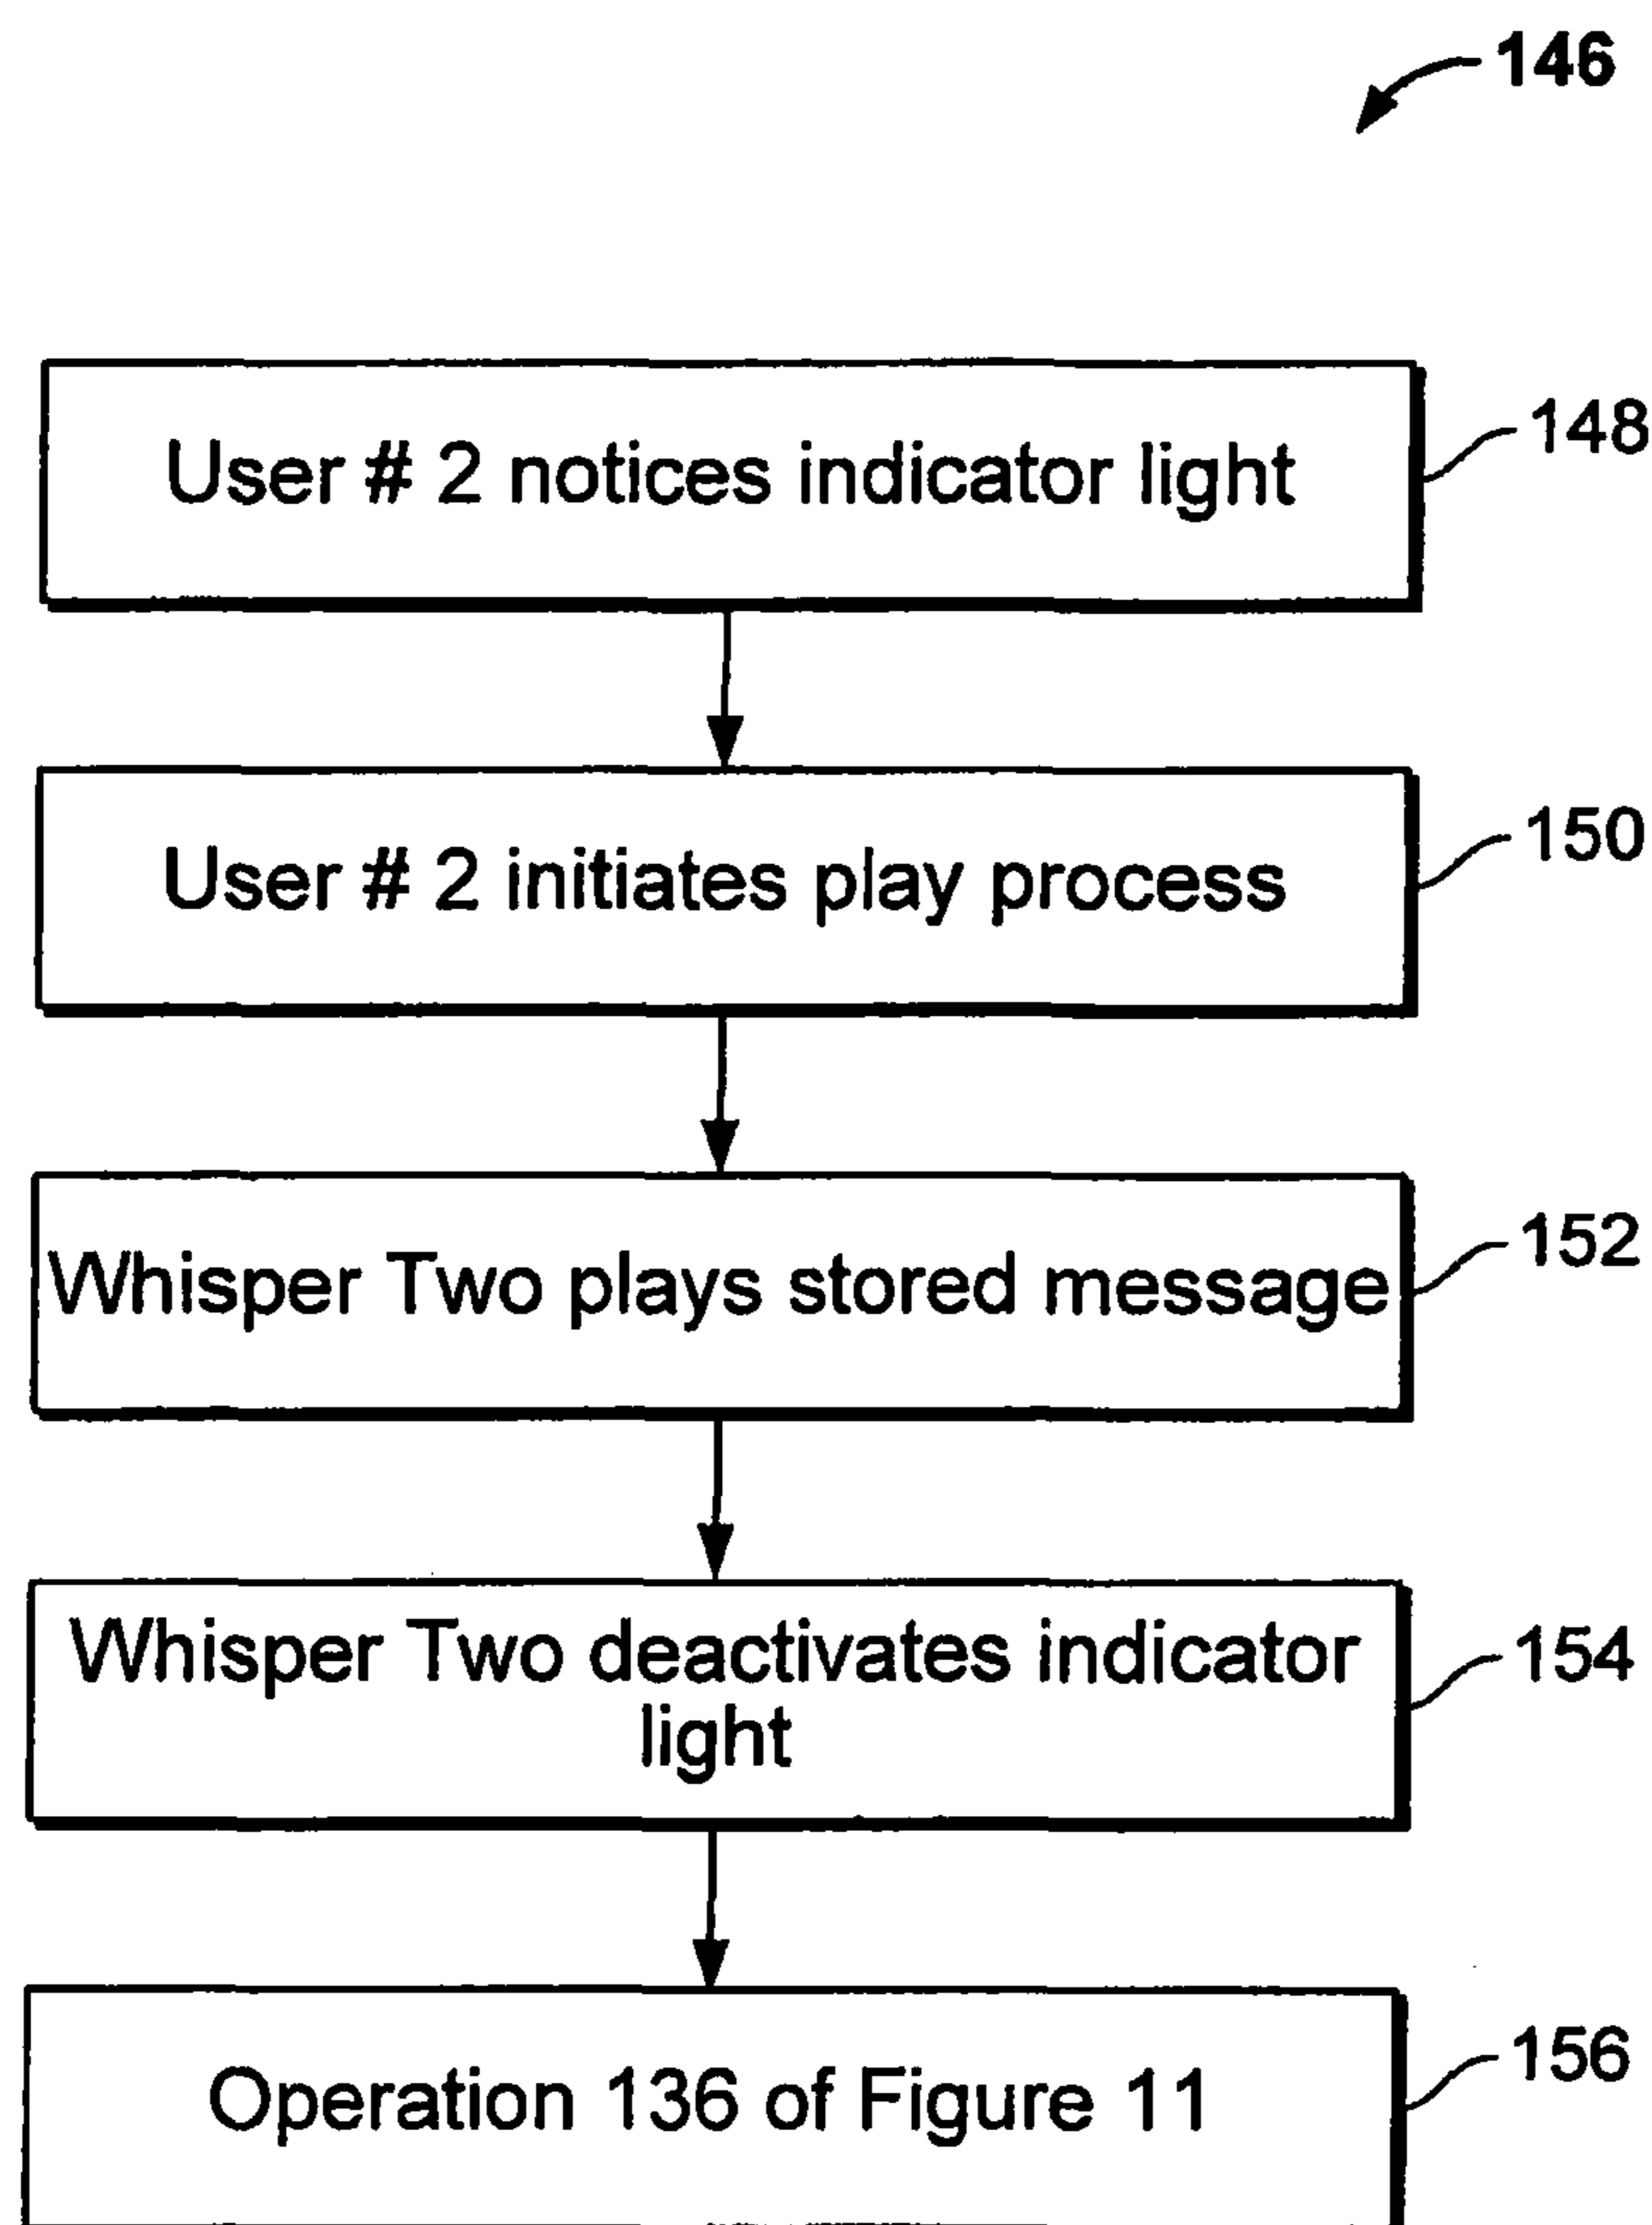 146
User # 2 notices indicator light
148
User # 2 initiates play process
150
Whisper Two plays stored message
152
Whisper Two deactivates indicator
light
154
Operation 136 of Figure 11
156